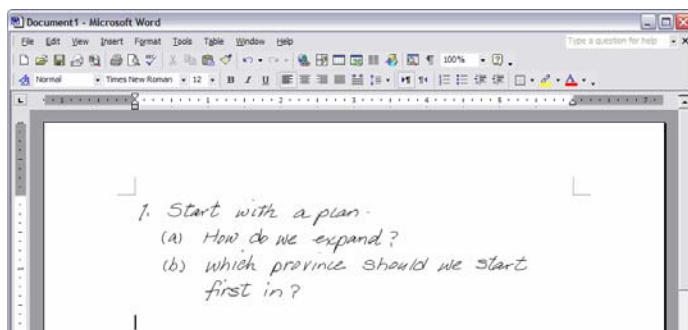 Document1 - Microsoft Word
File Edit View Insert Format Tools Table Window Help Type a question for help
100%
Normal Times New Roman 12 B I U
1. Start with a plan.
(a) How do we expand?
(b) which province should we start
first in?